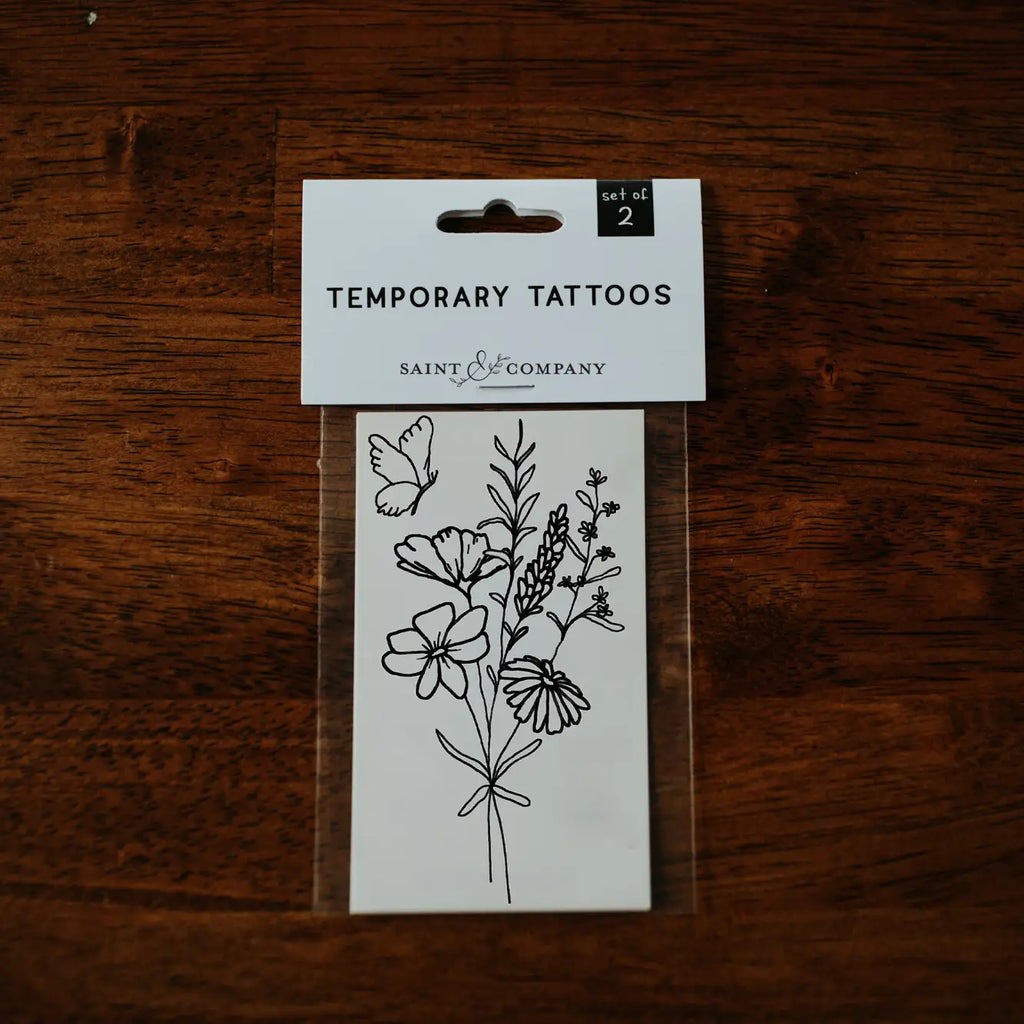 set of
2
TEMPORARY TATTOOS
SAINT & COMPANY